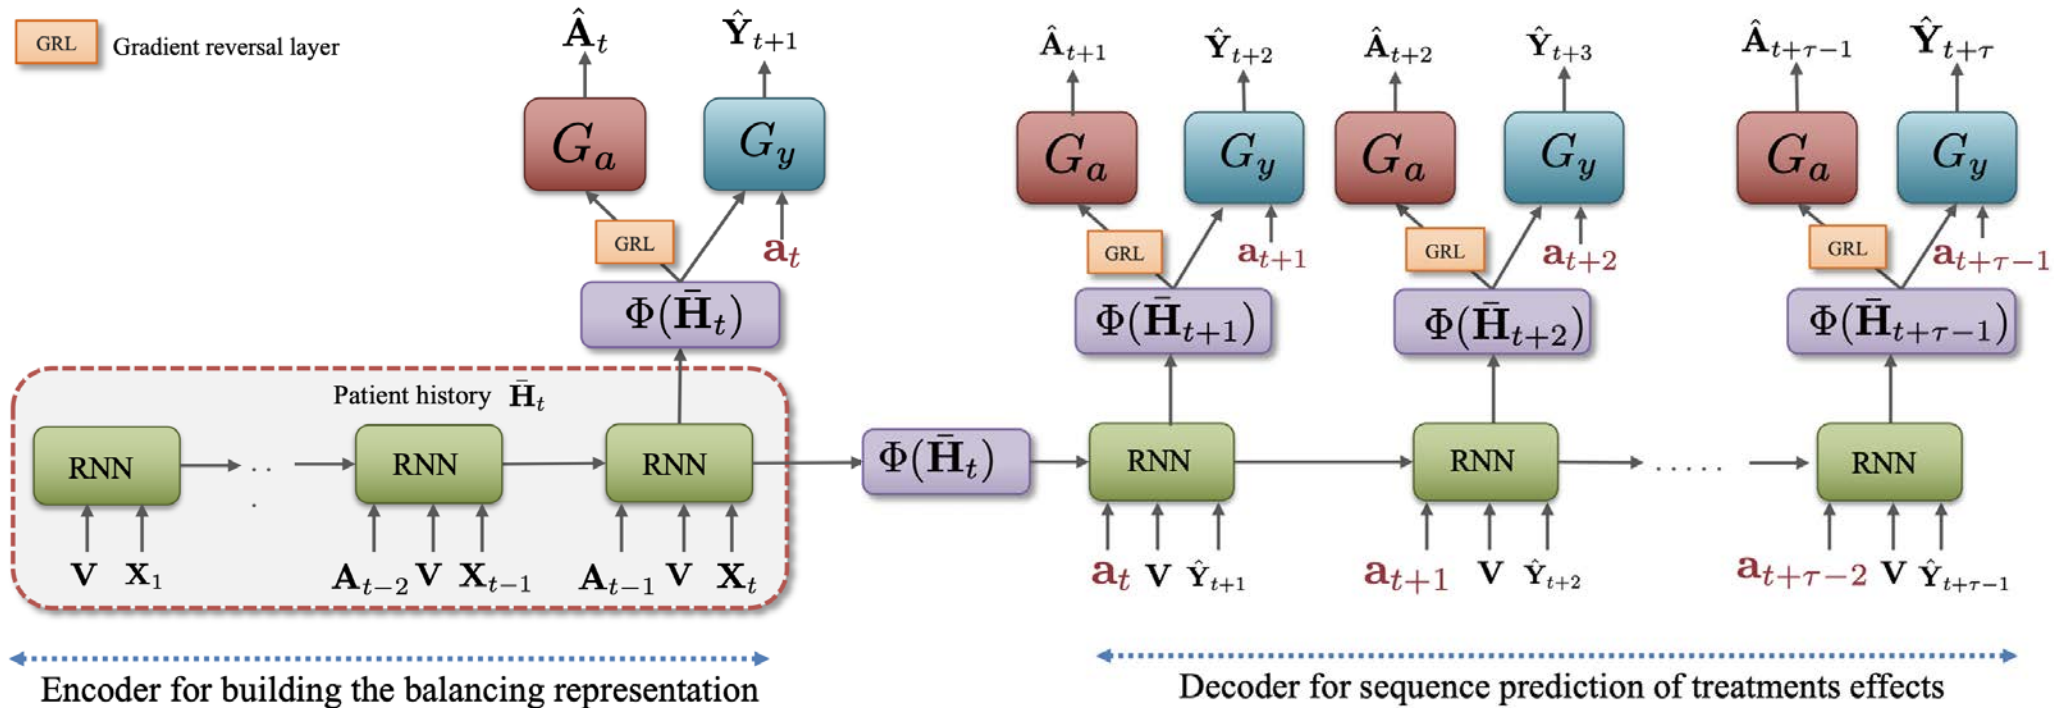 GRL Gradient reversal layer
Â_t Ŷ_{t+1} Â_{t+1} Ŷ_{t+2} Â_{t+2} Ŷ_{t+3} Â_{t+τ−1} Ŷ_{t+τ}
G_a G_y G_a G_y G_a G_y G_a G_y
GRL a_t GRL a_{t+1} GRL a_{t+2} GRL a_{t+τ−1}
Φ(H̄_t) Φ(H̄_{t+1}) Φ(H̄_{t+2}) Φ(H̄_{t+τ−1})
Patient history H̄_t
RNN . . . RNN RNN Φ(H̄_t) RNN RNN . . . . . RNN
V X_1 A_{t−2} V X_{t−1} A_{t−1} V X_t a_t V Ŷ_{t+1} a_{t+1} V Ŷ_{t+2} a_{t+τ−2} V Ŷ_{t+τ−1}
Encoder for building the balancing representation
Decoder for sequence prediction of treatments effects